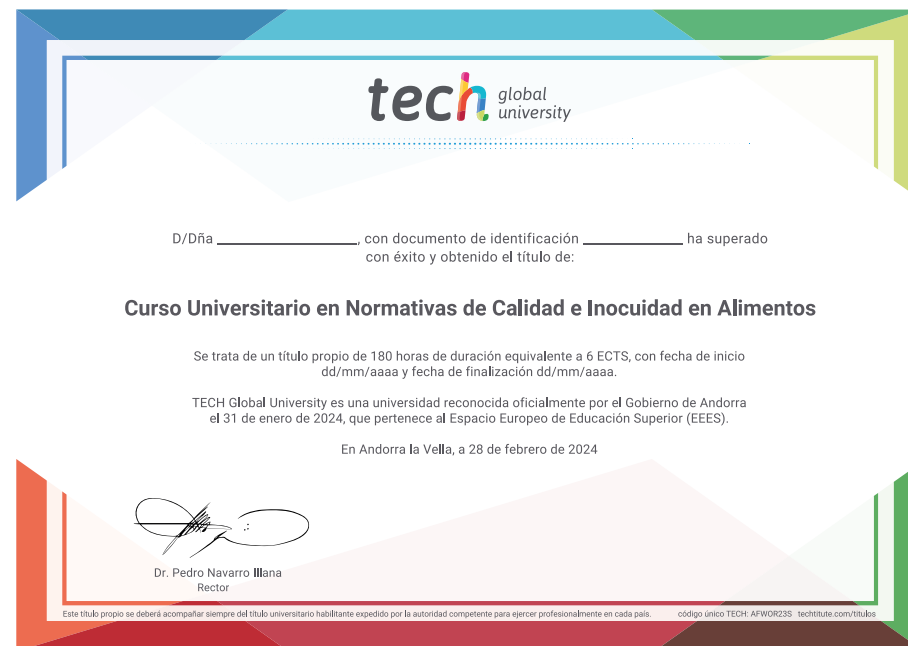 tech global university
D/Dña ____________________, con documento de identificación ______________ ha superado
con éxito y obtenido el título de:
Curso Universitario en Normativas de Calidad e Inocuidad en Alimentos
Se trata de un título propio de 180 horas de duración equivalente a 6 ECTS, con fecha de inicio
dd/mm/aaaa y fecha de finalización dd/mm/aaaa.
TECH Global University es una universidad reconocida oficialmente por el Gobierno de Andorra
el 31 de enero de 2024, que pertenece al Espacio Europeo de Educación Superior (EEES).
En Andorra la Vella, a 28 de febrero de 2024
Dr. Pedro Navarro Illana
Rector
Este título propio se deberá acompañar siempre del título universitario habilitante expedido por la autoridad competente para ejercer profesionalmente en cada país. código único TECH: AFWOR23S techtitute.com/titulos